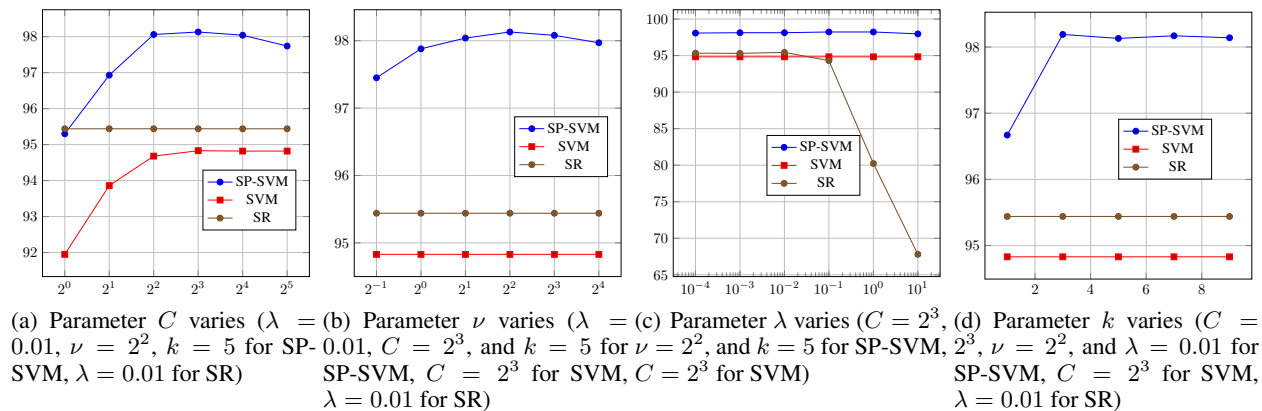 98
97
96
95
94
93
92
2^0
2^1
2^2
2^3
2^4
2^5
SP-SVM
SVM
SR
98
97
96
95
2^−1
2^0
2^1
2^2
2^3
2^4
SP-SVM
SVM
SR
100
95
90
85
80
75
70
65
10^−4
10^−3
10^−2
10^−1
10^0
10^1
SP-SVM
SVM
SR
98
97
96
95
2
4
6
8
SP-SVM
SVM
SR
(a) Parameter C varies (λ =
0.01, ν = 2^2, k = 5 for SP-
SVM, λ = 0.01 for SR)
(b) Parameter ν varies (λ =
0.01, C = 2^3, and k = 5 for
SP-SVM, C = 2^3 for SVM,
λ = 0.01 for SR)
(c) Parameter λ varies (C = 2^3,
ν = 2^2, and k = 5 for SP-SVM,
C = 2^3 for SVM)
(d) Parameter k varies (C =
2^3, ν = 2^2, and λ = 0.01 for
SP-SVM, C = 2^3 for SVM,
λ = 0.01 for SR)